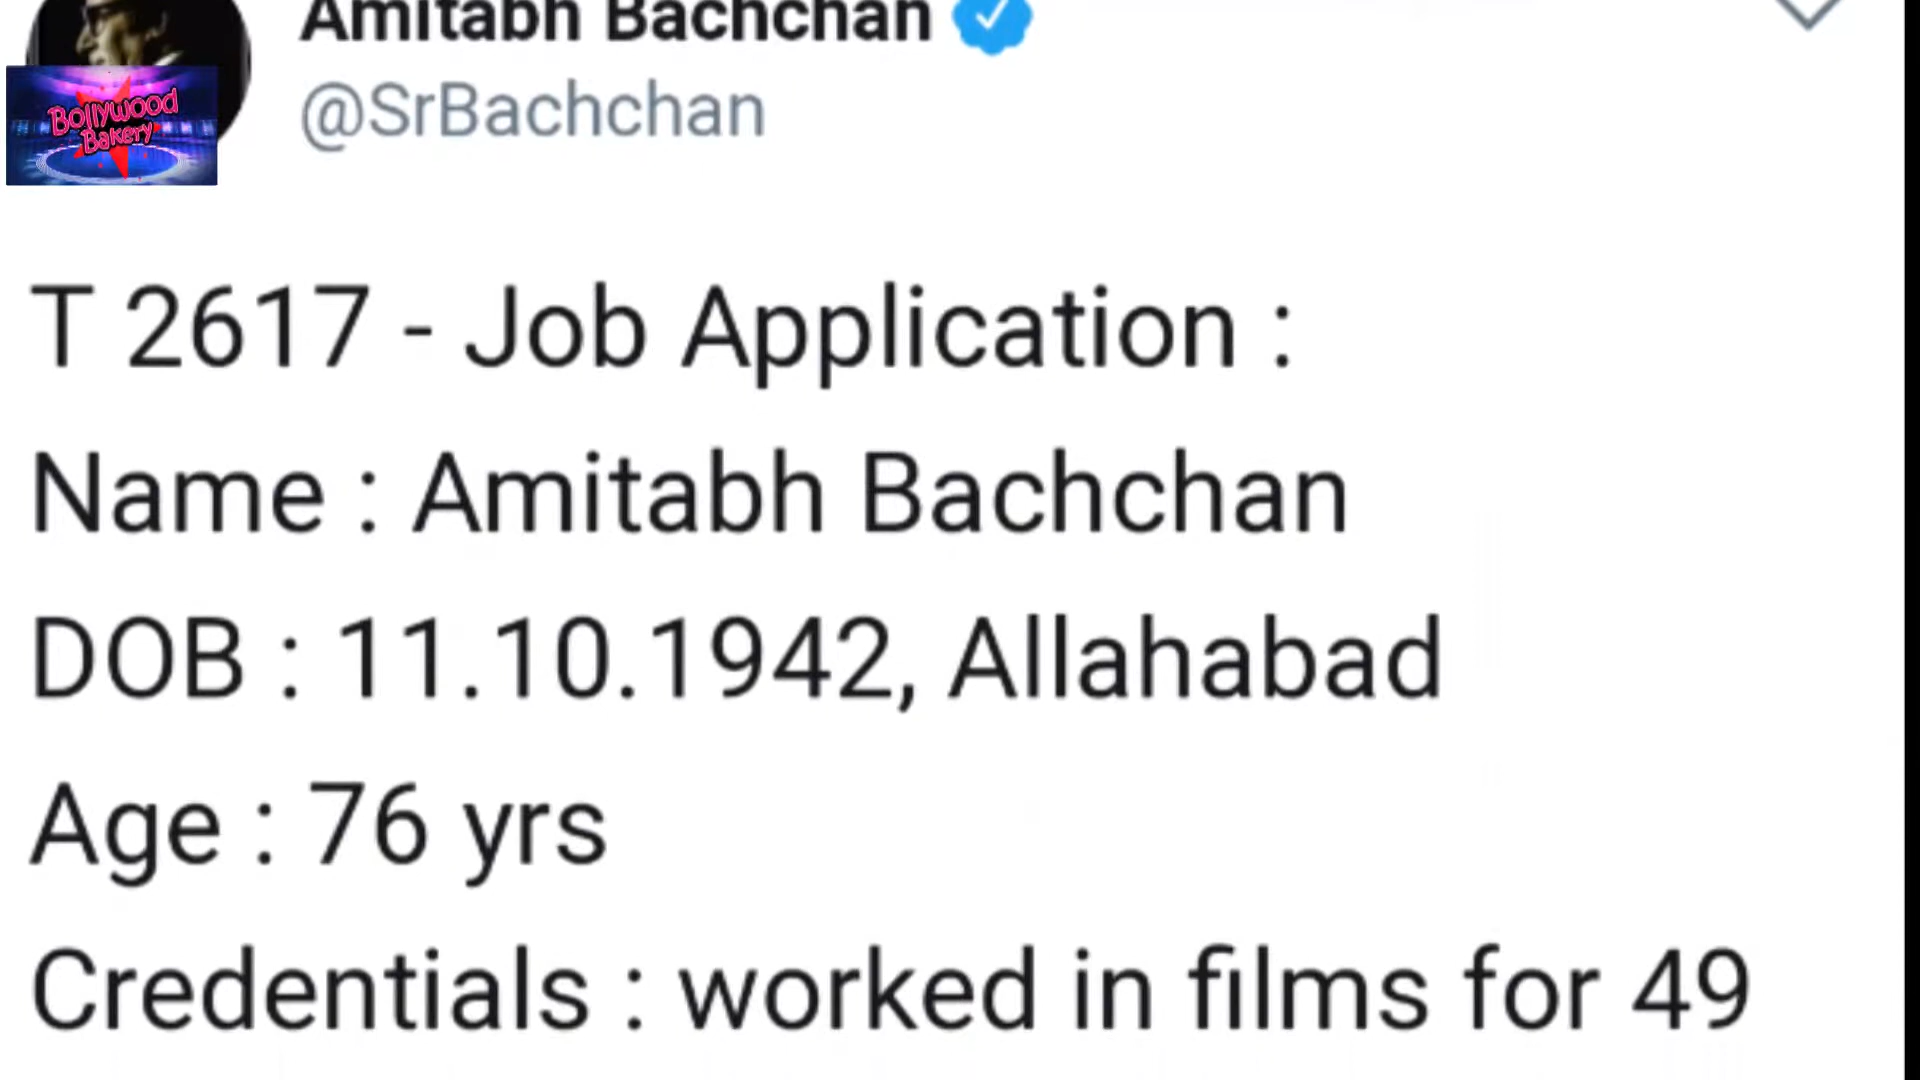 Amitabh Bachchan
@SrBachchan
Bollywood
Bakery
T 2617 - Job Application :
Name : Amitabh Bachchan
DOB : 11.10.1942, Allahabad
Age : 76 yrs
Credentials : worked in films for 49